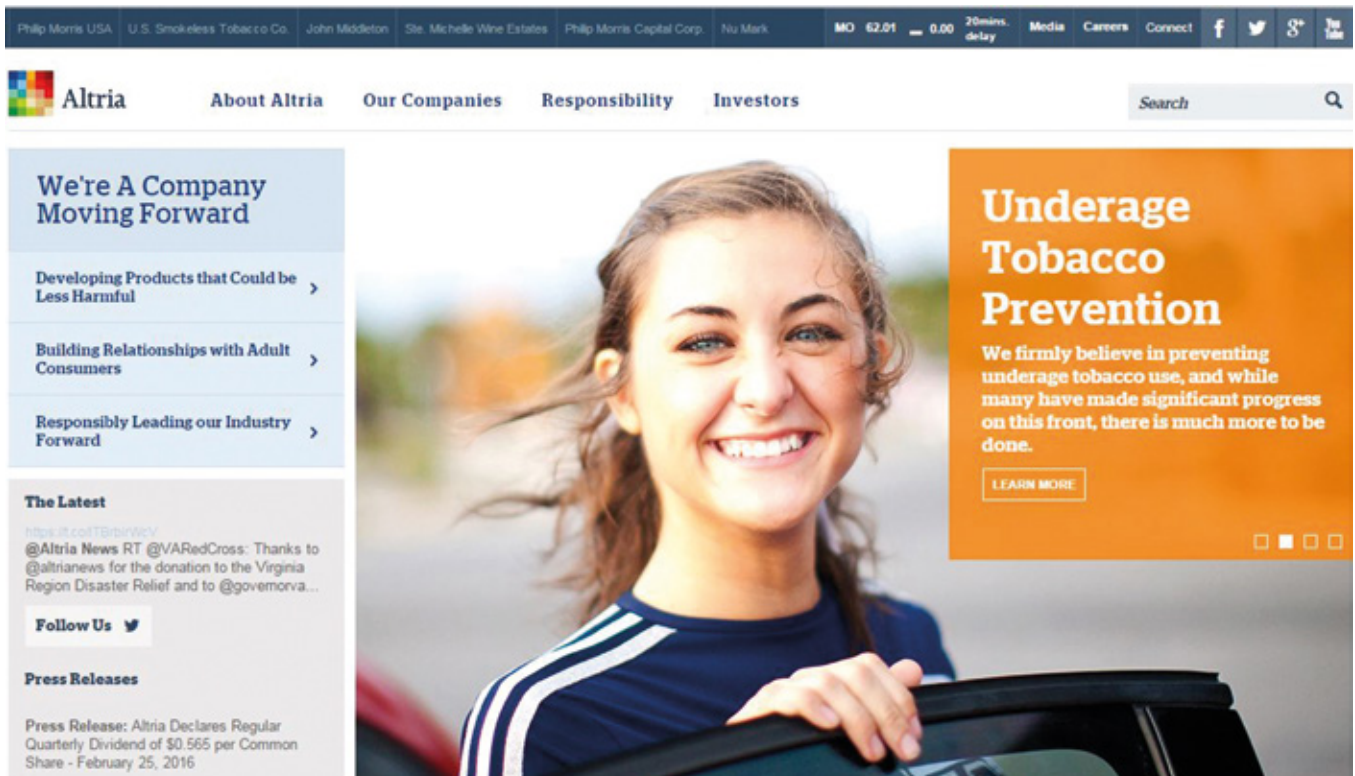 Philip Morris USA U.S. Smokeless Tobacco Co. John Middleton Ste. Michelle Wine Estates Philip Morris Capital Corp. Nu Mark MO 62.01 0.00 20mins. delay Media Careers Connect f g+ You Tube
Altria About Altria Our Companies Responsibility Investors Search
We're A Company
Moving Forward
Developing Products that Could be
Less Harmful
Building Relationships with Adult
Consumers
Responsibly Leading our Industry
Forward
The Latest
@Altria News RT @VARedCross: Thanks to
@altrianews for the donation to the Virginia
Region Disaster Relief and to @governorva...
Follow Us
Press Releases
Press Release: Altria Declares Regular
Quarterly Dividend of $0.565 per Common
Share - February 25, 2016
Underage
Tobacco
Prevention
We firmly believe in preventing
underage tobacco use, and while
many have made significant progress
on this front, there is much more to be
done.
LEARN MORE